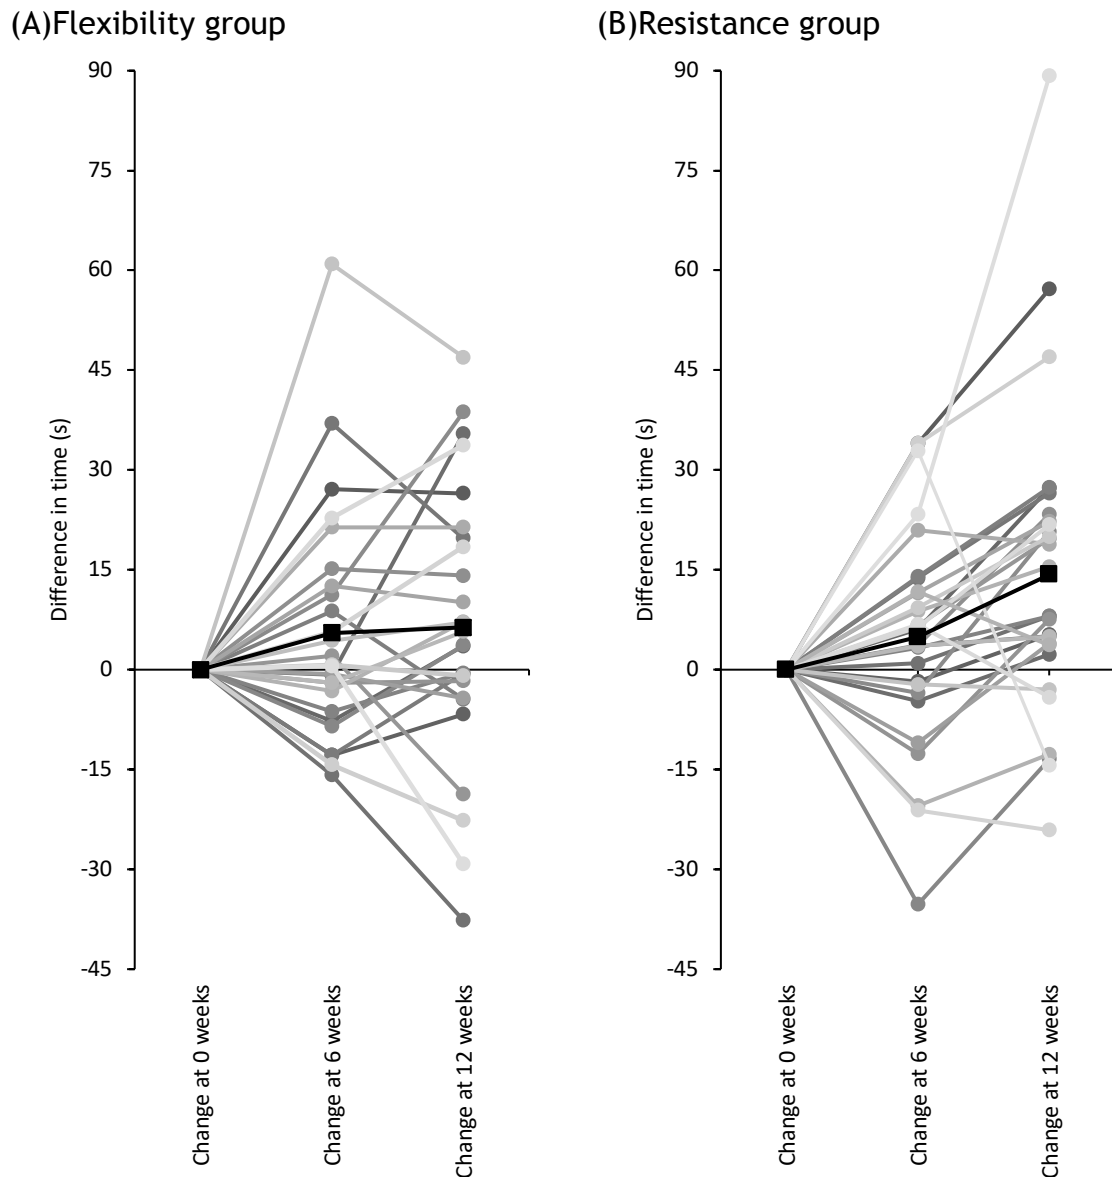 (A)Flexibility group
90
75
60
45
30
15
0
-15
-30
-45
Difference in time (s)
Change at 0 weeks
Change at 6 weeks
Change at 12 weeks
(B)Resistance group
90
75
60
45
30
15
0
-15
-30
-45
Difference in time (s)
Change at 0 weeks
Change at 6 weeks
Change at 12 weeks